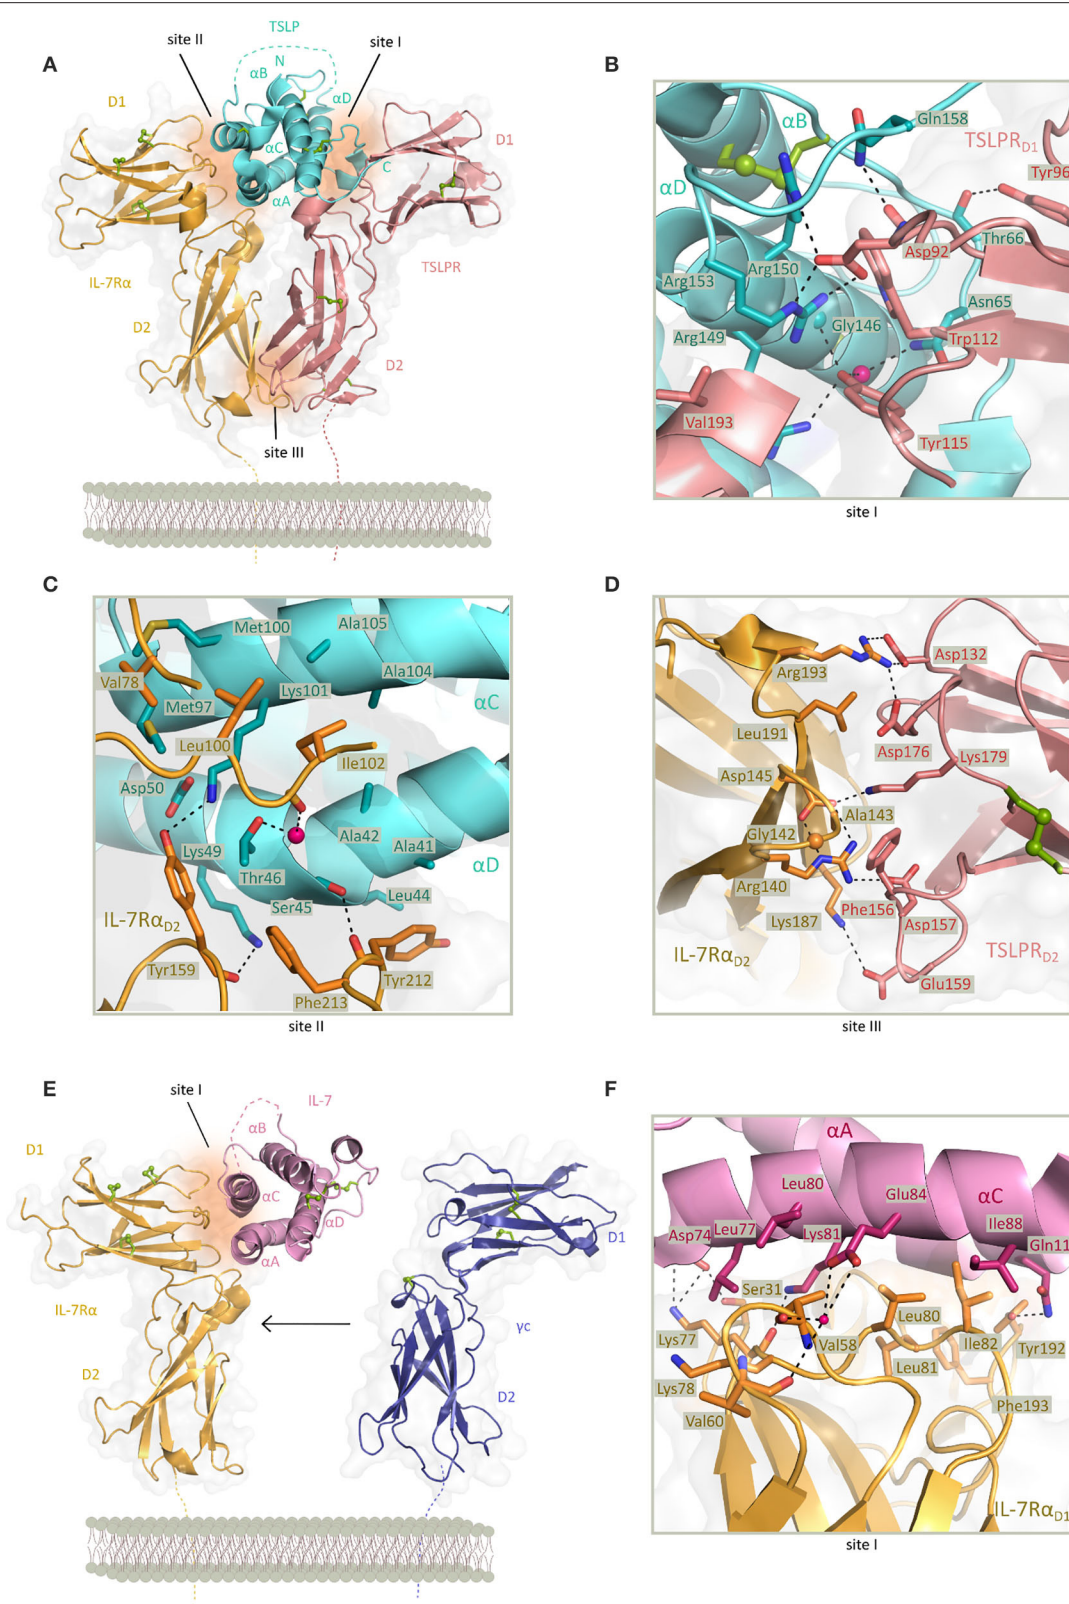 A
TSLP
site II
site I
N
αB
αD
D1
αC
C
D1
αA
IL-7Rα
TSLPR
D2
D2
site III
B
Gln158
αB
TSLPR D1
αD
Tyr96
Thr66
Asp92
Arg150
Arg153
Asn65
Gly146
Arg149
Trp112
Val193
Tyr115
site I
C
Met100
Ala105
Val78
Lys101
Ala104
Met97
αC
Leu100
Ile102
Asp50
Ala42
Lys49
Ala41
Thr46
αD
Leu44
Ser45
IL-7Rα D2
Tyr159
Tyr212
Phe213
site II
D
Asp132
Arg193
Leu191
Asp176
Lys179
Asp145
Ala143
Gly142
Arg140
Phe156
Lys187
Asp157
IL-7Rα D2
TSLPR D2
Glu159
site III
E
site I
IL-7
αB
D1
αC
αD
D1
αA
IL-7Rα
γc
D2
D2
F
αA
Leu80
Glu84
αC
Leu77
Ile88
Asp74
Lys81
Gln11
Ser31
Leu80
Lys77
Val58
Ile82
Tyr192
Leu81
Lys78
Phe193
Val60
IL-7Rα D1
site I